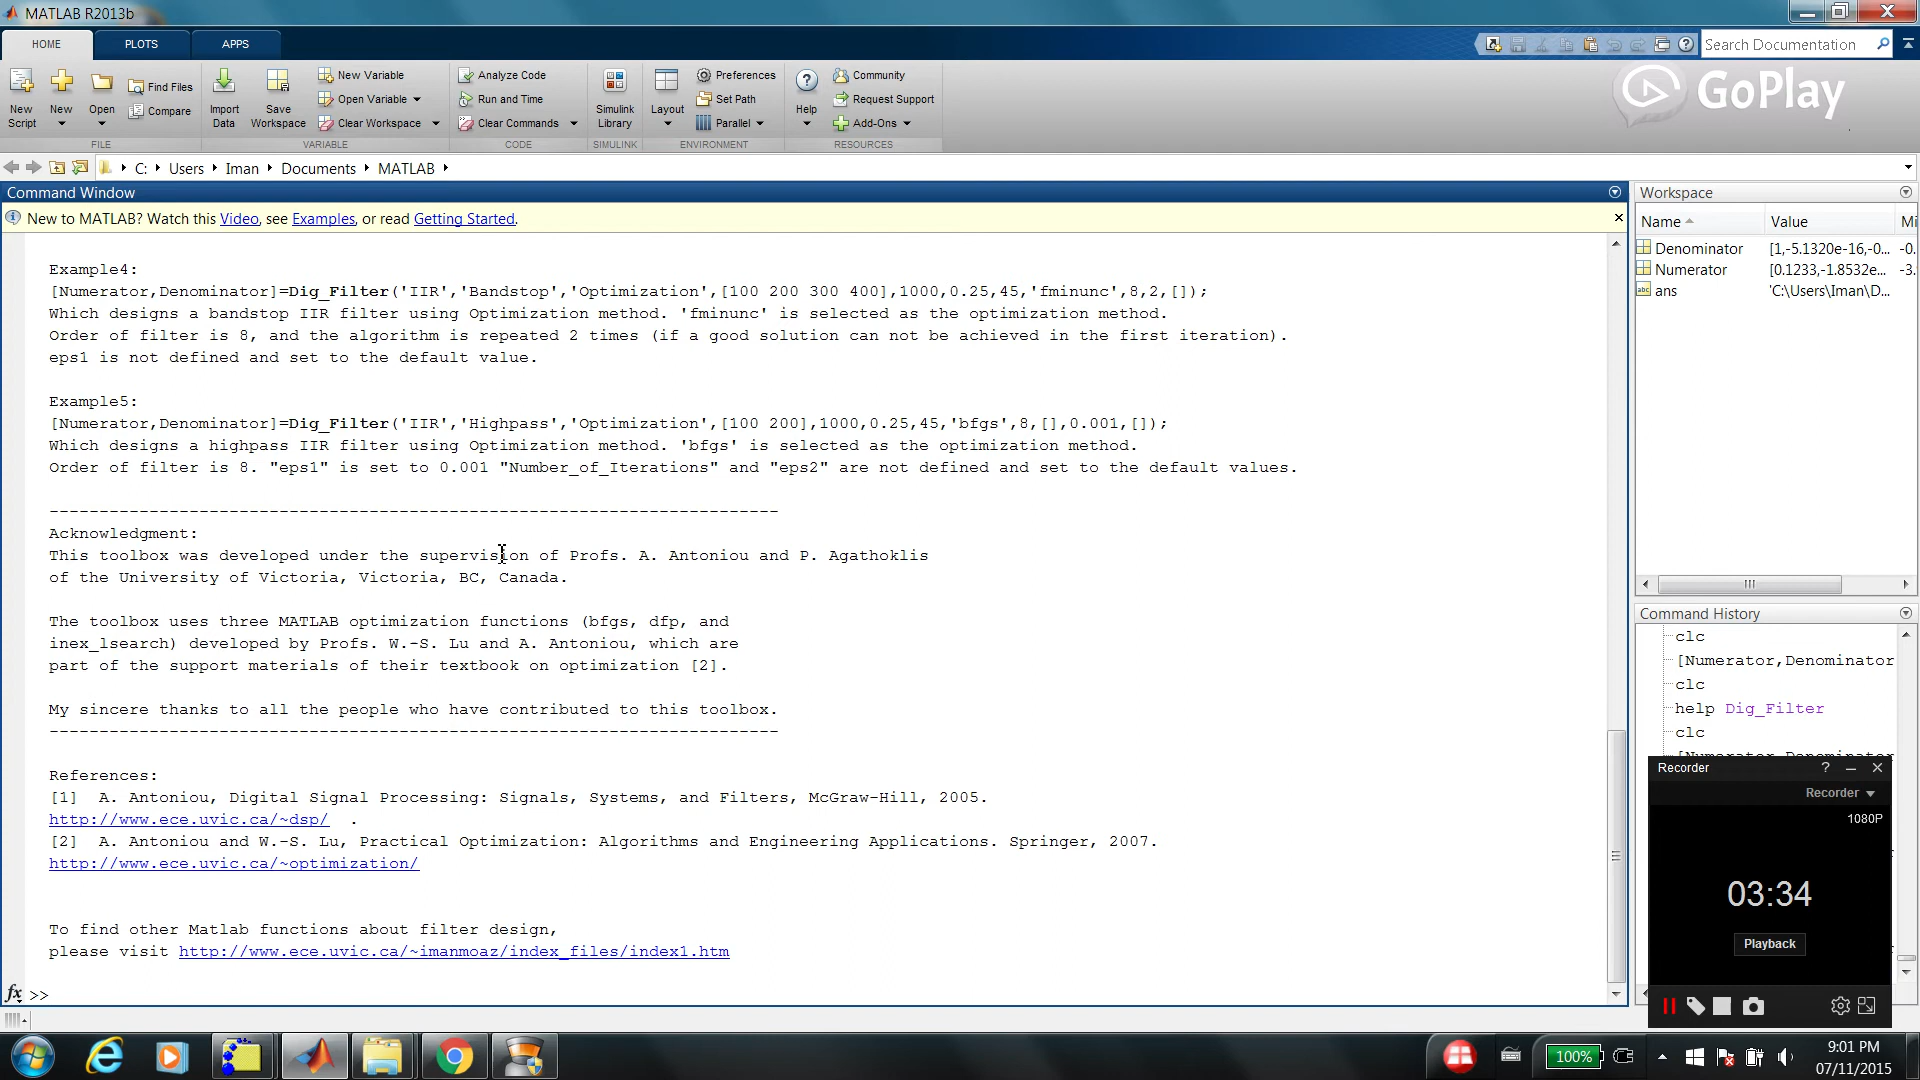 MATLAB R2013b
HOME
PLOTS
APPS
Search Documentation
New Script
New
Open
Find Files
Compare
Import Data
Save Workspace
New Variable
Open Variable
Clear Workspace
Analyze Code
Run and Time
Clear Commands
Simulink Library
Layout
Preferences
Set Path
Parallel
Help
Community
Request Support
Add-Ons
GoPlay
FILE
VARIABLE
CODE
SIMULINK
ENVIRONMENT
RESOURCES
C: Users Iman Documents MATLAB
Command Window
New to MATLAB? Watch this Video, see Examples, or read Getting Started.
Example4:
[Numerator,Denominator]=Dig_Filter('IIR','Bandstop','Optimization',[100 200 300 400],1000,0.25,45,'fminunc',8,2,[]);
Which designs a bandstop IIR filter using Optimization method. 'fminunc' is selected as the optimization method.
Order of filter is 8, and the algorithm is repeated 2 times (if a good solution can not be achieved in the first iteration).
eps1 is not defined and set to the default value.
Example5:
[Numerator,Denominator]=Dig_Filter('IIR','Highpass','Optimization',[100 200],1000,0.25,45,'bfgs',8,[],0.001,[]);
Which designs a highpass IIR filter using Optimization method. 'bfgs' is selected as the optimization method.
Order of filter is 8. "eps1" is set to 0.001 "Number_of_Iterations" and "eps2" are not defined and set to the default values.
-------------------------------------------------------------------------
Acknowledgment:
This toolbox was developed under the supervision of Profs. A. Antoniou and P. Agathoklis
of the University of Victoria, Victoria, BC, Canada.
The toolbox uses three MATLAB optimization functions (bfgs, dfp, and
inex_lsearch) developed by Profs. W.-S. Lu and A. Antoniou, which are
part of the support materials of their textbook on optimization [2].
My sincere thanks to all the people who have contributed to this toolbox.
-------------------------------------------------------------------------
References:
[1] A. Antoniou, Digital Signal Processing: Signals, Systems, and Filters, McGraw-Hill, 2005.
http://www.ece.uvic.ca/~dsp/ .
[2] A. Antoniou and W.-S. Lu, Practical Optimization: Algorithms and Engineering Applications. Springer, 2007.
http://www.ece.uvic.ca/~optimization/
To find other Matlab functions about filter design,
please visit http://www.ece.uvic.ca/~imanmoaz/index_files/index1.htm
fx >>
Workspace
Name Value Mi
Denominator [1,-5.1320e-16,-0... -0.
Numerator [0.1233,-1.8532e... -3.
ans 'C:\Users\Iman\D...
Command History
clc
[Numerator,Denominator
clc
help Dig_Filter
clc
[Numerator,Denominator
Recorder
Recorder
1080P
03:34
Playback
100%
9:01 PM
07/11/2015